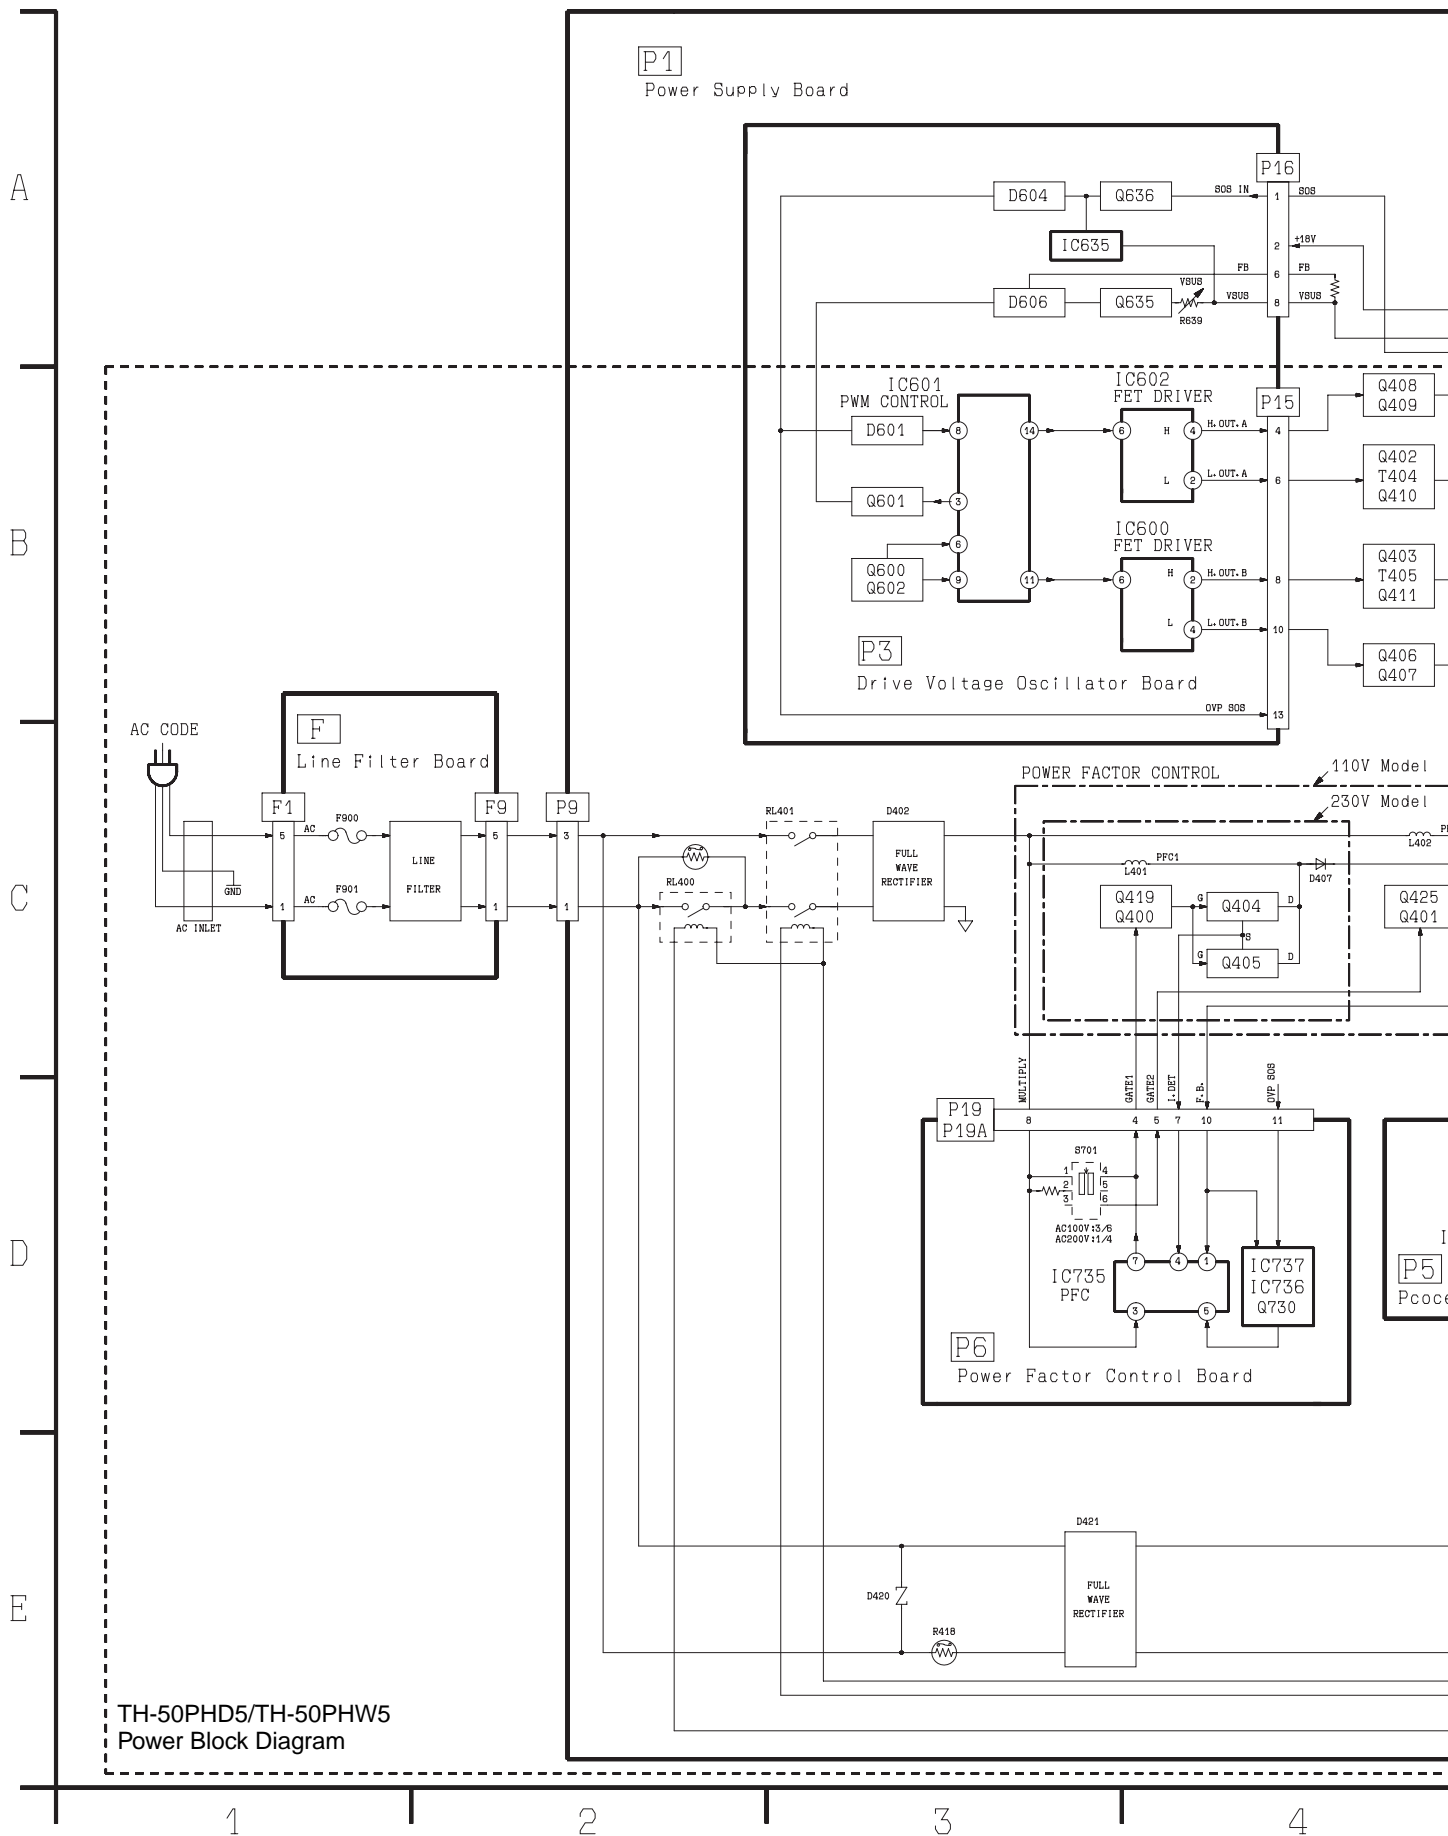 P1
Power Supply Board
A
P16
D604
Q636
SOS IN
1
SOS
IC635
2
+18V
FB
6
FB
VSUS
D606
Q635
VSUS
8
VSUS
R639
IC601
PWM CONTROL
IC602
FET DRIVER
P15
Q408
Q409
D601
8
14
6
H
4
H.OUT.A
4
Q402
T404
Q410
L
2
L.OUT.A
6
Q601
3
B
IC600
FET DRIVER
6
Q600
Q602
9
11
6
H
2
H.OUT.B
8
Q403
T405
Q411
L
4
L.OUT.B
10
Q406
Q407
P3
Drive Voltage Oscillator Board
OVP SOS
13
AC CODE
F
Line Filter Board
POWER FACTOR CONTROL
110V Model
230V Model
F1
F9
P9
RL401
D402
5
AC
F900
5
3
L402
LINE
FILTER
FULL
WAVE
RECTIFIER
L401
PFC1
D407
GND
RL400
C
1
AC
F901
1
1
AC INLET
Q419
Q400
G
Q404
D
S
G
Q405
D
Q425
Q401
MULTIPLY
GATE1
GATE2
I.DET
F.B.
OVP SOS
P19
P19A
8
4
5
7
10
11
S701
1
4
2
5
3
6
AC100V:3/6
AC200V:1/4
D
IC735
PFC
7
4
1
3
5
IC737
IC736
Q730
I
P5
P6
Power Factor Control Board
D421
FULL
WAVE
RECTIFIER
D420
E
R418
TH-50PHD5/TH-50PHW5
Power Block Diagram
1
2
3
4